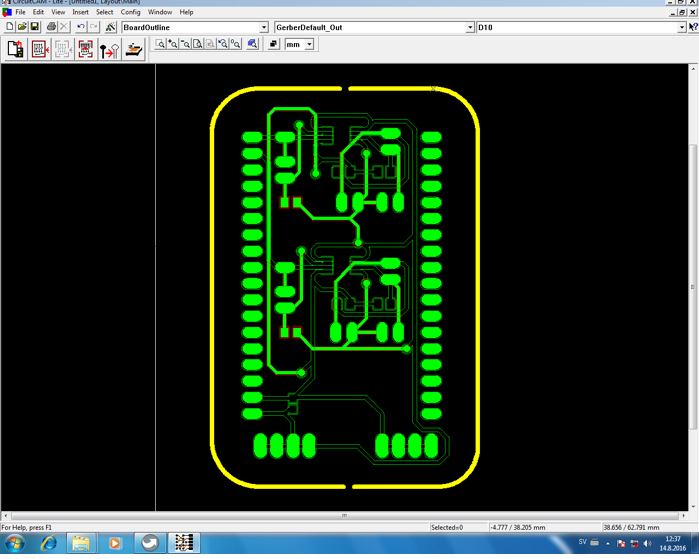 CircuitCAM - Lite - [Untitled1, Layout\Main]
File Edit View Insert Select Config Window Help
BoardOutline GerberDefault_Out D10
mm
For Help, press F1 Selected=0 -4.777 / 38.205 mm 38.656 / 62.791 mm
SV 12:37
14.8.2016